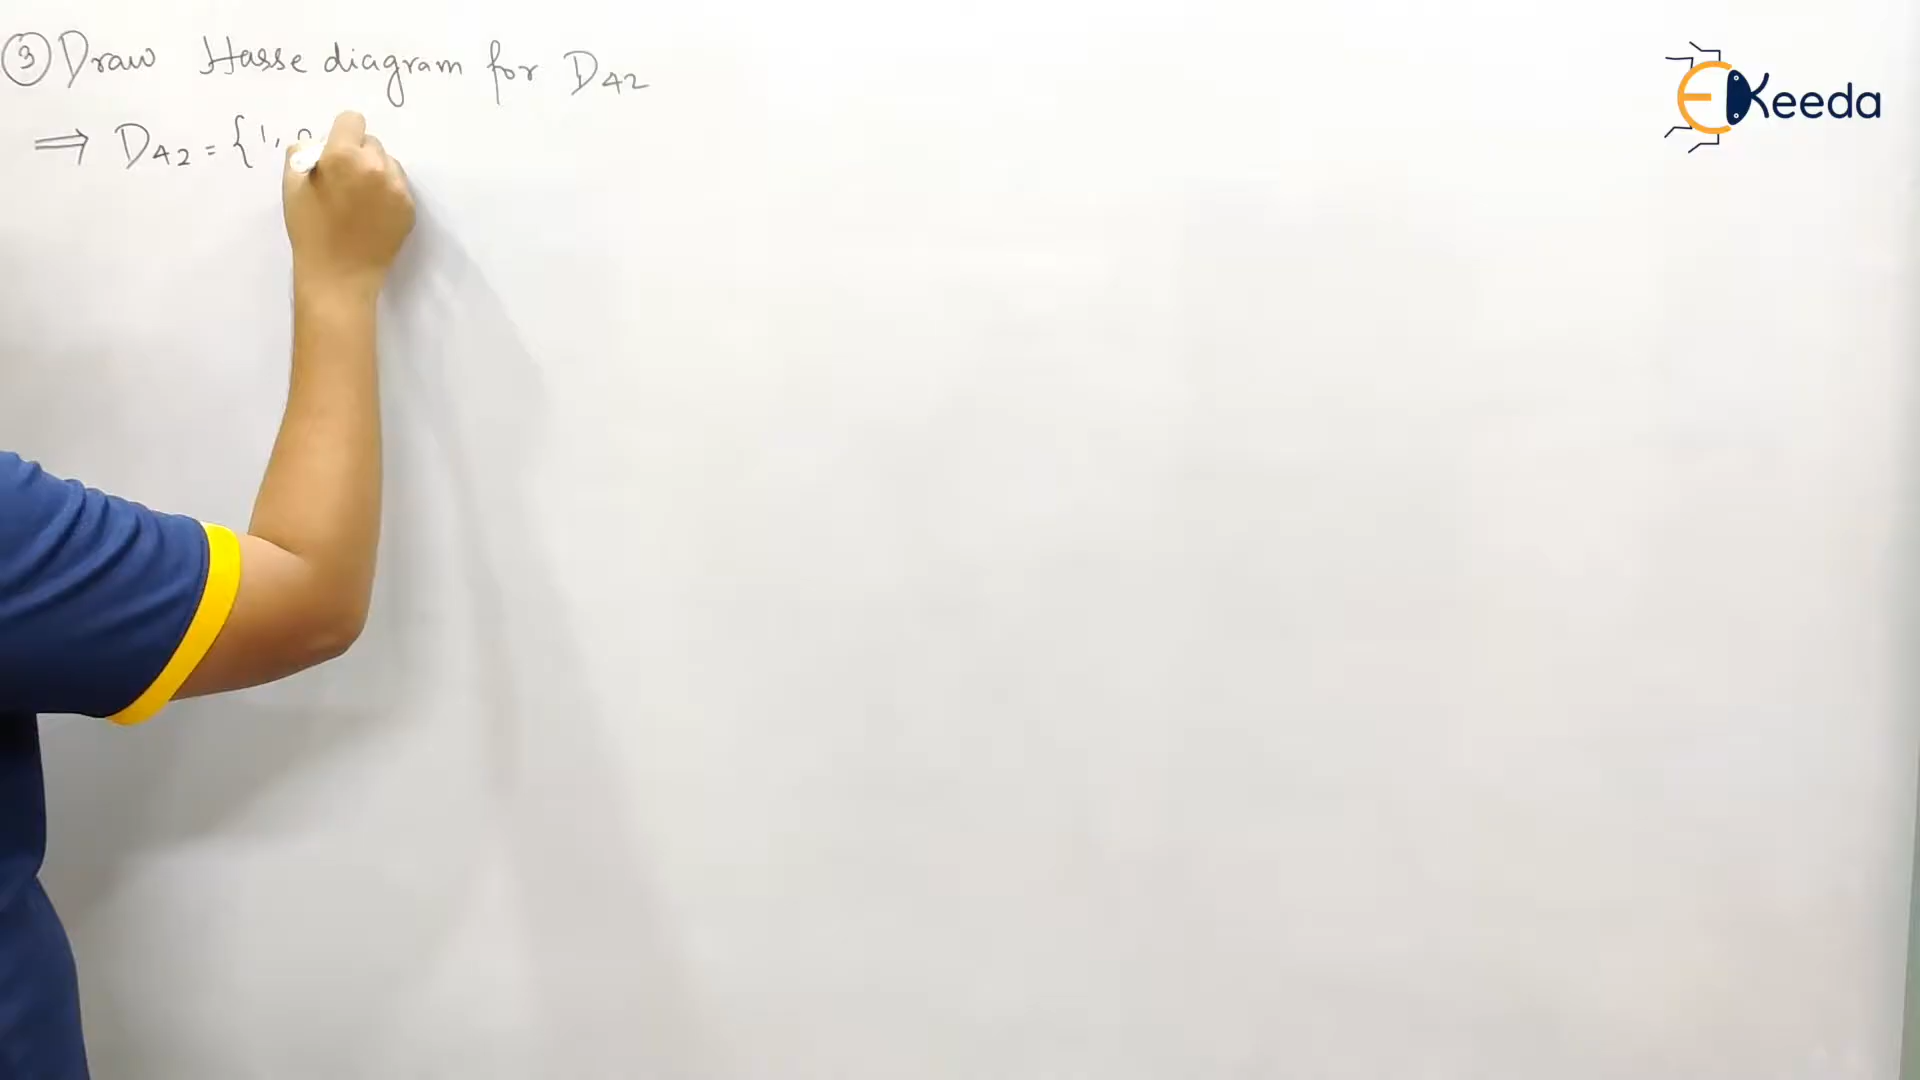 ③ Draw Hasse diagram for D₄₂
⇒ D₄₂ = {1,
EKeeda